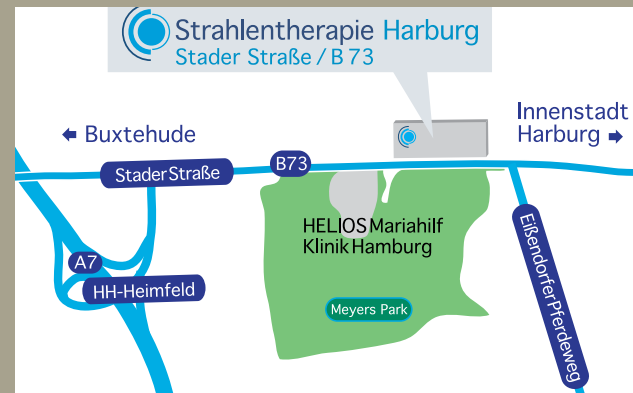 Strahlentherapie Harburg
Stader Straße / B 73
Buxtehude
Innenstadt
Harburg
B73
Stader Straße
HELIOS Mariahilf
Klinik Hamburg
A7
HH-Heimfeld
Meyers Park
Eißendorfer Pferdeweg